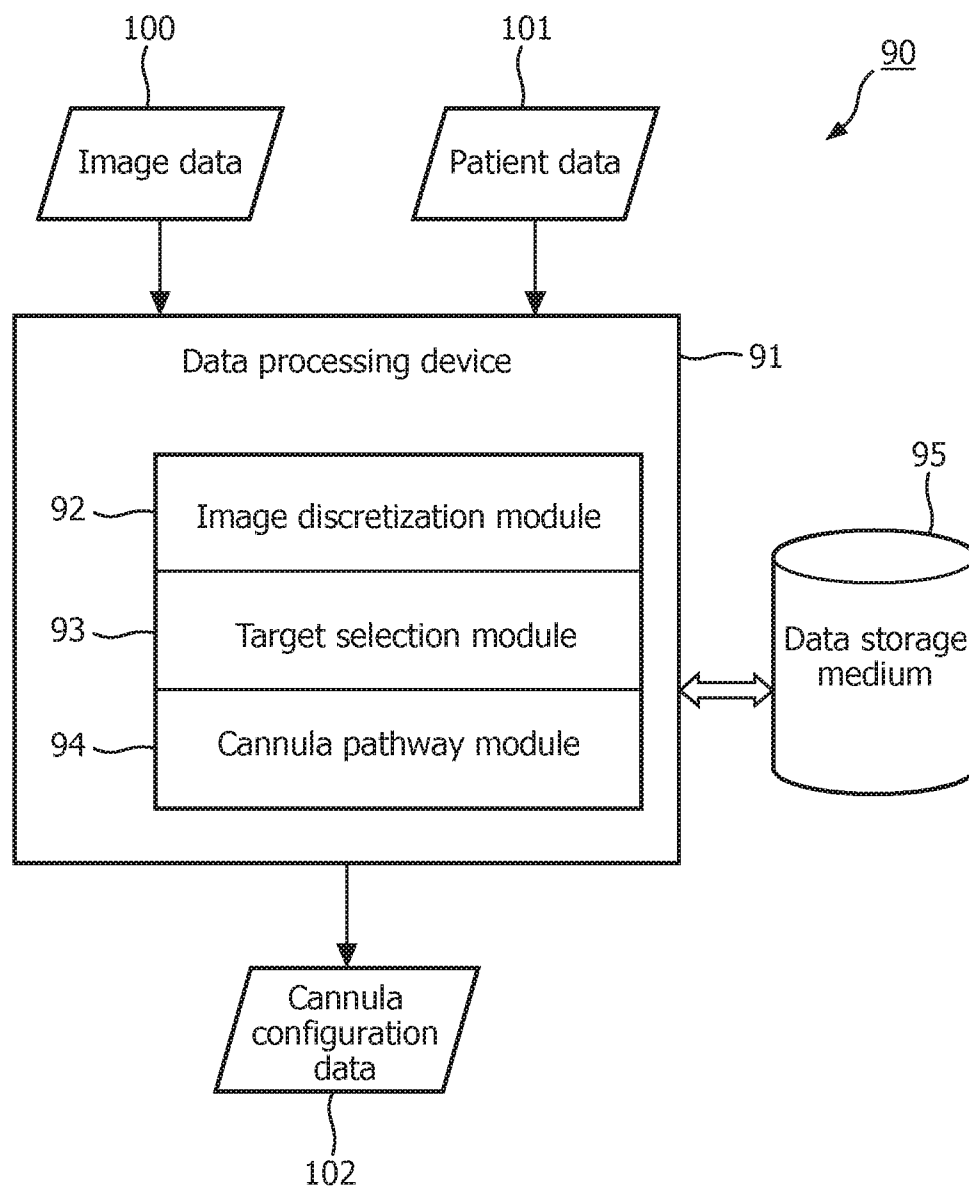 100
101
90
Image data
Patient data
Data processing device
91
92
Image discretization module
95
93
Target selection module
Data storage
medium
94
Cannula pathway module
Cannula
configuration
data
102